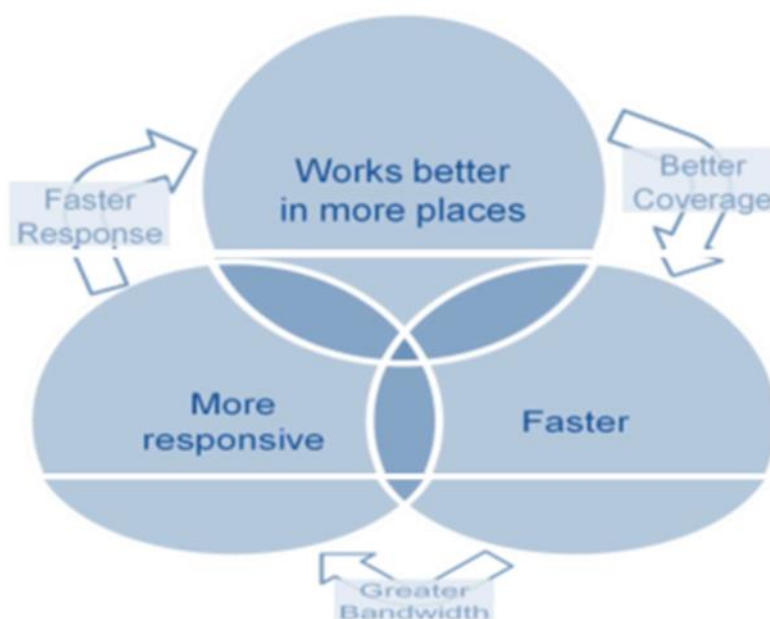 Works better
in more places
Better
Coverage
Faster
Response
More
responsive
Faster
Greater
Bandwidth